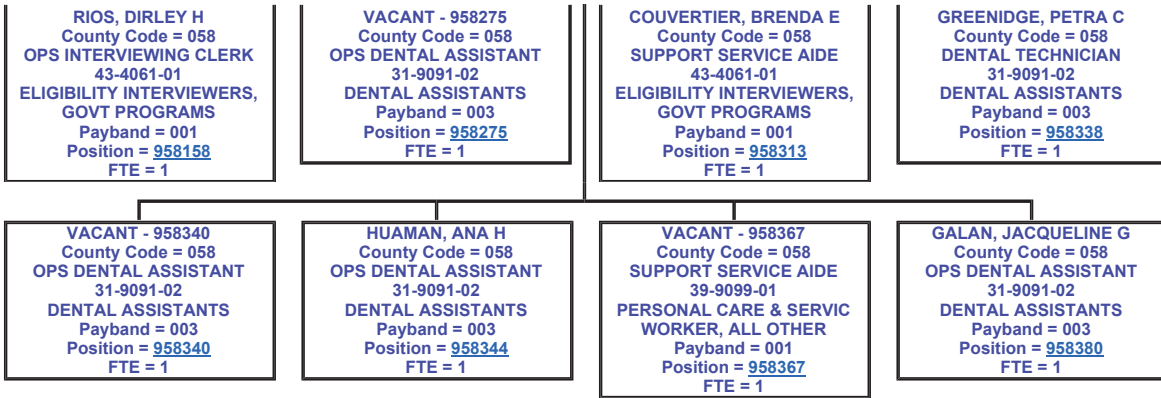 RIOS, DIRLEY H
County Code = 058
OPS INTERVIEWING CLERK
43-4061-01
ELIGIBILITY INTERVIEWERS,
GOVT PROGRAMS
Payband = 001
Position = 958158
FTE = 1
VACANT - 958275
County Code = 058
OPS DENTAL ASSISTANT
31-9091-02
DENTAL ASSISTANTS
Payband = 003
Position = 958275
FTE = 1
COUVERTIER, BRENDA E
County Code = 058
SUPPORT SERVICE AIDE
43-4061-01
ELIGIBILITY INTERVIEWERS,
GOVT PROGRAMS
Payband = 001
Position = 958313
FTE = 1
GREENIDGE, PETRA C
County Code = 058
DENTAL TECHNICIAN
31-9091-02
DENTAL ASSISTANTS
Payband = 003
Position = 958338
FTE = 1
VACANT - 958340
County Code = 058
OPS DENTAL ASSISTANT
31-9091-02
DENTAL ASSISTANTS
Payband = 003
Position = 958340
FTE = 1
HUAMAN, ANA H
County Code = 058
OPS DENTAL ASSISTANT
31-9091-02
DENTAL ASSISTANTS
Payband = 003
Position = 958344
FTE = 1
VACANT - 958367
County Code = 058
SUPPORT SERVICE AIDE
39-9099-01
PERSONAL CARE & SERVIC
WORKER, ALL OTHER
Payband = 001
Position = 958367
FTE = 1
GALAN, JACQUELINE G
County Code = 058
OPS DENTAL ASSISTANT
31-9091-02
DENTAL ASSISTANTS
Payband = 003
Position = 958380
FTE = 1